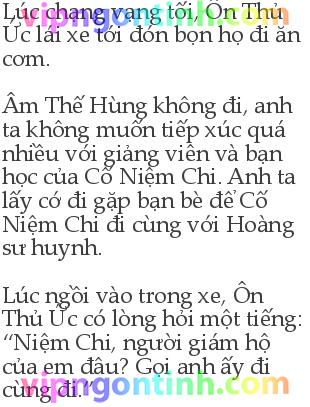 vipngontinh.com
Lúc chạng vạng tối, Ôn Thủ
Ức lái xe tới đón bọn họ đi ăn
cơm.
Âm Thế Hùng không đi, anh
ta không muốn tiếp xúc quá
nhiều với giảng viên và bạn
học của Cố Niệm Chi. Anh ta
lấy cớ đi gặp bạn bè để Cố
Niệm Chi đi cùng với Hoàng
sư huynh.
Lúc ngồi vào trong xe, Ôn
Thủ Ức có lòng hỏi một tiếng:
“Niệm Chi, người giám hộ
của em đâu? Gọi anh ấy đi
cùng đi.”
vipngontinh.com